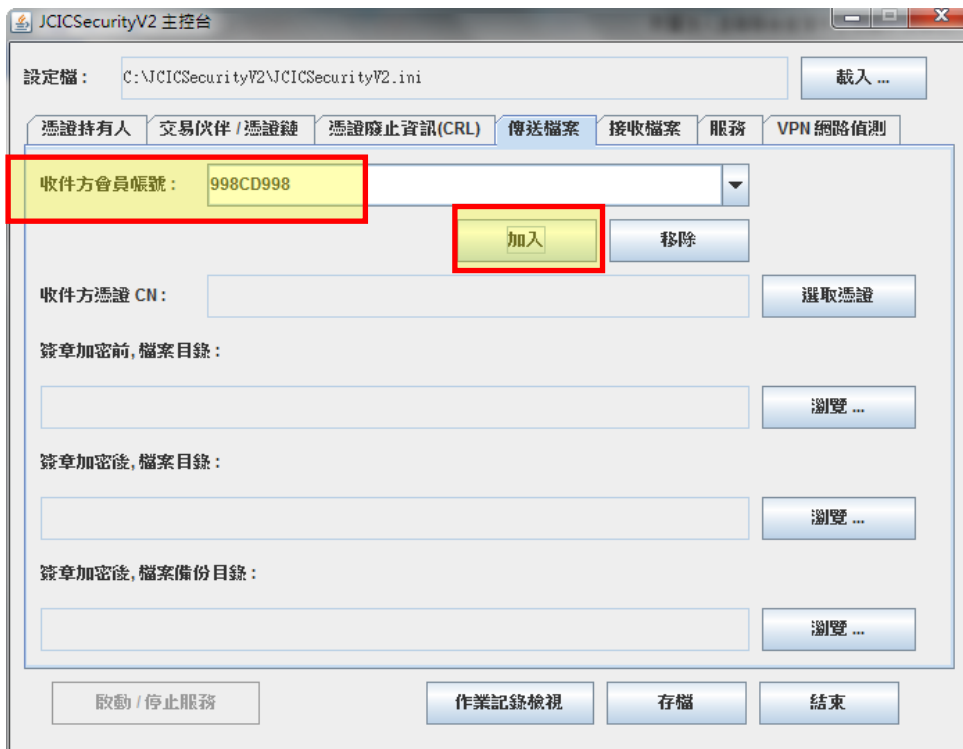 JCICSecurityV2 主控台
設定檔： C:\JCICSecurityV2\JCICSecurityV2.ini 載入 ...
憑證持有人 交易伙伴 / 憑證鏈 憑證廢止資訊(CRL) 傳送檔案 接收檔案 服務 VPN 網路偵測
收件方會員帳號： 998CD998
加入 移除
收件方憑證 CN： 選取憑證
簽章加密前, 檔案目錄：
瀏覽 ...
簽章加密後, 檔案目錄：
瀏覽 ...
簽章加密後, 檔案備份目錄：
瀏覽 ...
啟動 / 停止服務 作業記錄檢視 存檔 結束